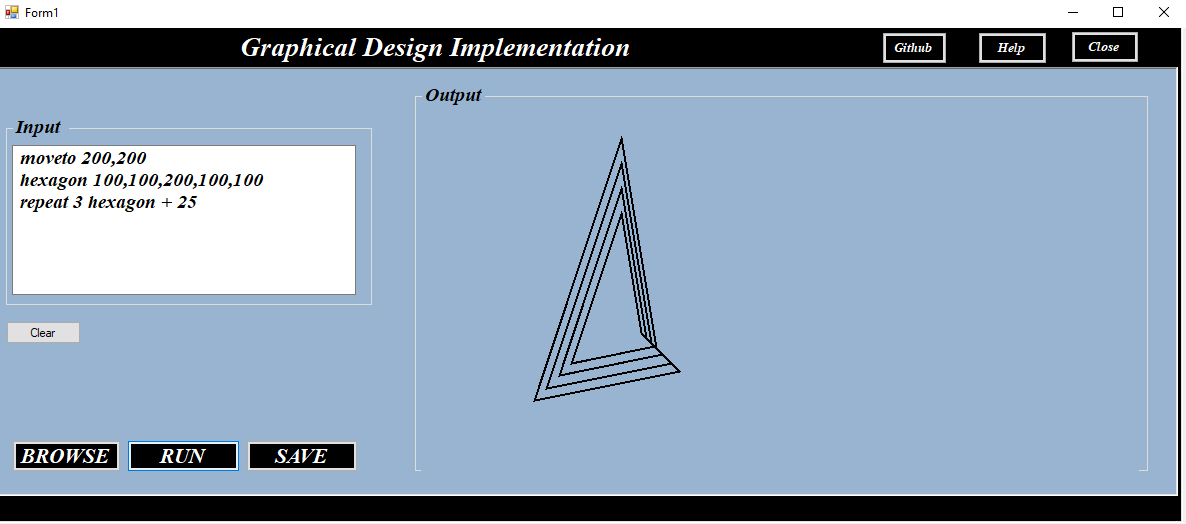 Form1
Graphical Design Implementation
Github
Help
Close
Output
Input
moveto 200,200
hexagon 100,100,200,100,100
repeat 3 hexagon + 25
Clear
BROWSE
RUN
SAVE